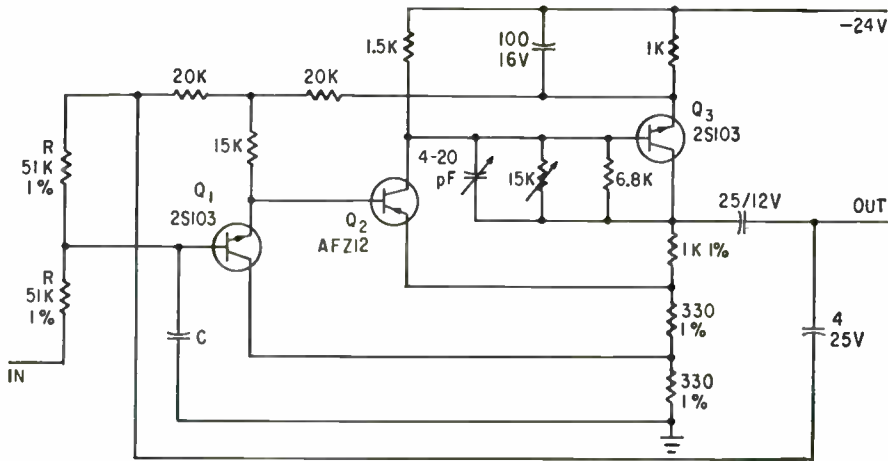 -24V
1.5K
100
16V
1K
20K
20K
Q3
2S103
15K
4-20
pF
15K
6.8K
R
51K
1%
Q1
2S103
Q2
AFZ12
25/12V
OUT
1K 1%
R
51K
1%
330
1%
4
25V
C
IN
330
1%